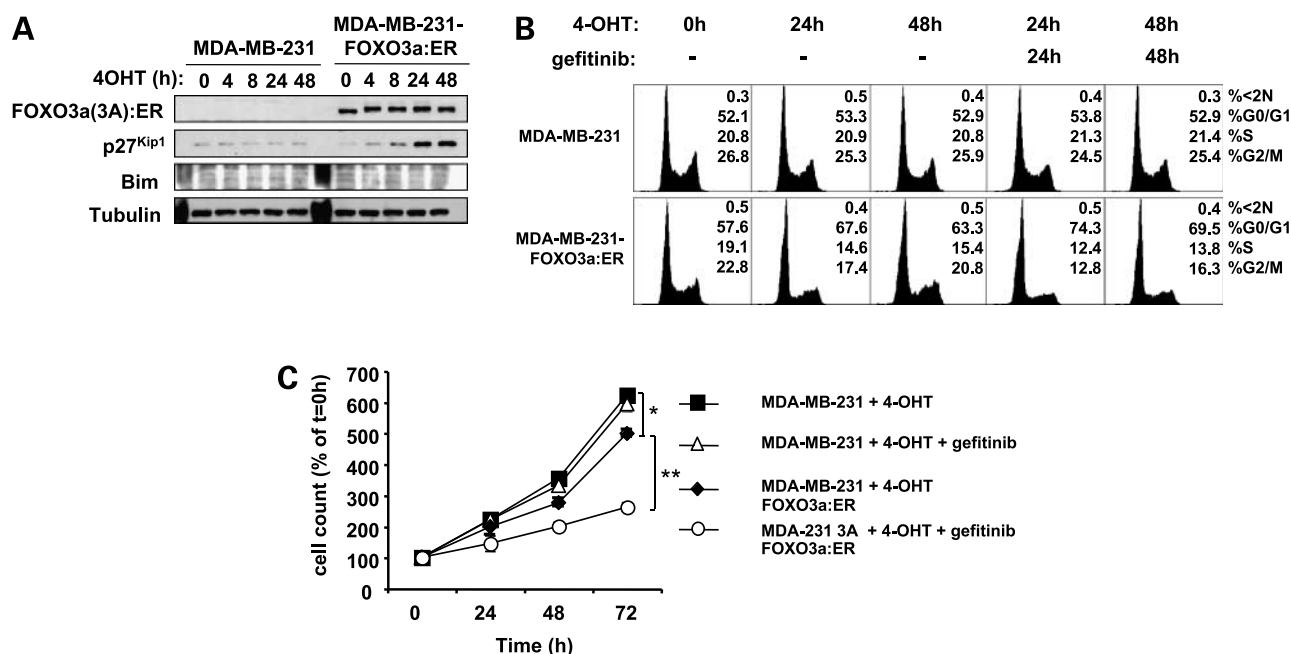 A
MDA-MB-231
MDA-MB-231-
FOXO3a:ER
4OHT (h): 0 4 8 24 48 0 4 8 24 48
FOXO3a(3A):ER
p27Kip1
Bim
Tubulin
B
4-OHT: 0h 24h 48h 24h 48h
gefitinib: - - - 24h 48h
MDA-MB-231
0.3 0.5 0.4 0.4 0.3 %<2N
52.1 53.3 52.9 53.8 52.9 %G0/G1
20.8 20.9 20.8 21.3 21.4 %S
26.8 25.3 25.9 24.5 25.4 %G2/M
MDA-MB-231-
FOXO3a:ER
0.5 0.4 0.5 0.5 0.4 %<2N
57.6 67.6 63.3 74.3 69.5 %G0/G1
19.1 14.6 15.4 12.4 13.8 %S
22.8 17.4 20.8 12.8 16.3 %G2/M
C
cell count (% of t=0h)
700
600
500
400
300
200
100
0
0 24 48 72
Time (h)
*
**
MDA-MB-231 + 4-OHT
MDA-MB-231 + 4-OHT + gefitinib
MDA-MB-231 + 4-OHT
FOXO3a:ER
MDA-231 3A + 4-OHT + gefitinib
FOXO3a:ER